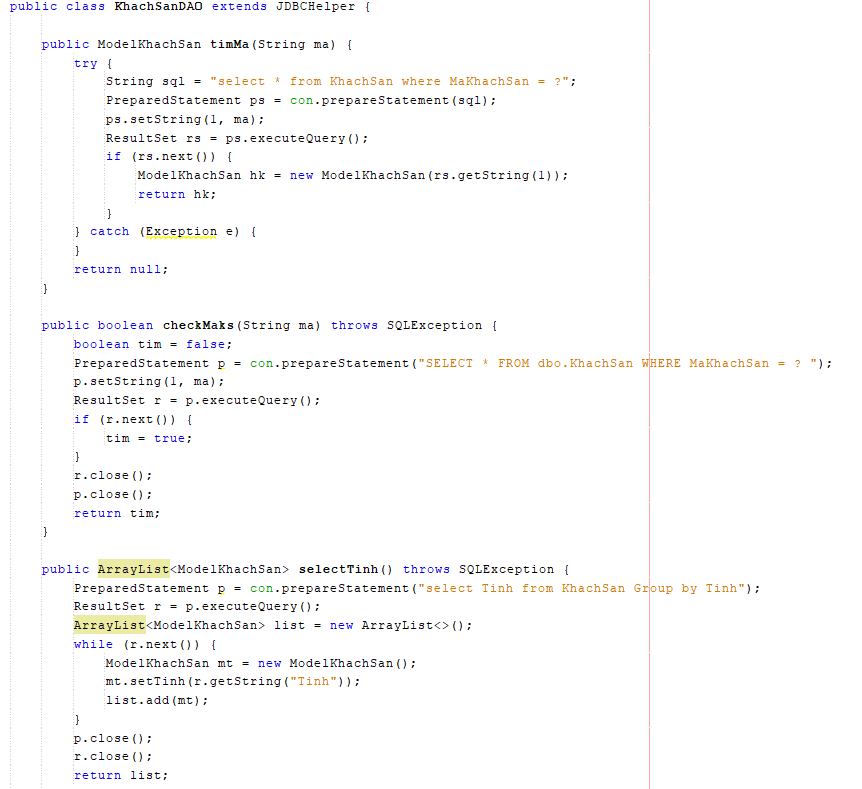 public class KhachSanDAO extends JDBCHelper {
public ModelKhachSan timMa(String ma) {
try {
String sql = "select * from KhachSan where MaKhachSan = ?";
PreparedStatement ps = con.prepareStatement(sql);
ps.setString(1, ma);
ResultSet rs = ps.executeQuery();
if (rs.next()) {
ModelKhachSan hk = new ModelKhachSan(rs.getString(1));
return hk;
}
} catch (Exception e) {
}
return null;
}
public boolean checkMaks(String ma) throws SQLException {
boolean tim = false;
PreparedStatement p = con.prepareStatement("SELECT * FROM dbo.KhachSan WHERE MaKhachSan = ? ");
p.setString(1, ma);
ResultSet r = p.executeQuery();
if (r.next()) {
tim = true;
}
r.close();
p.close();
return tim;
}
public ArrayList<ModelKhachSan> selectTinh() throws SQLException {
PreparedStatement p = con.prepareStatement("select Tinh from KhachSan Group by Tinh");
ResultSet r = p.executeQuery();
ArrayList<ModelKhachSan> list = new ArrayList<>();
while (r.next()) {
ModelKhachSan mt = new ModelKhachSan();
mt.setTinh(r.getString("Tinh"));
list.add(mt);
}
p.close();
r.close();
return list;